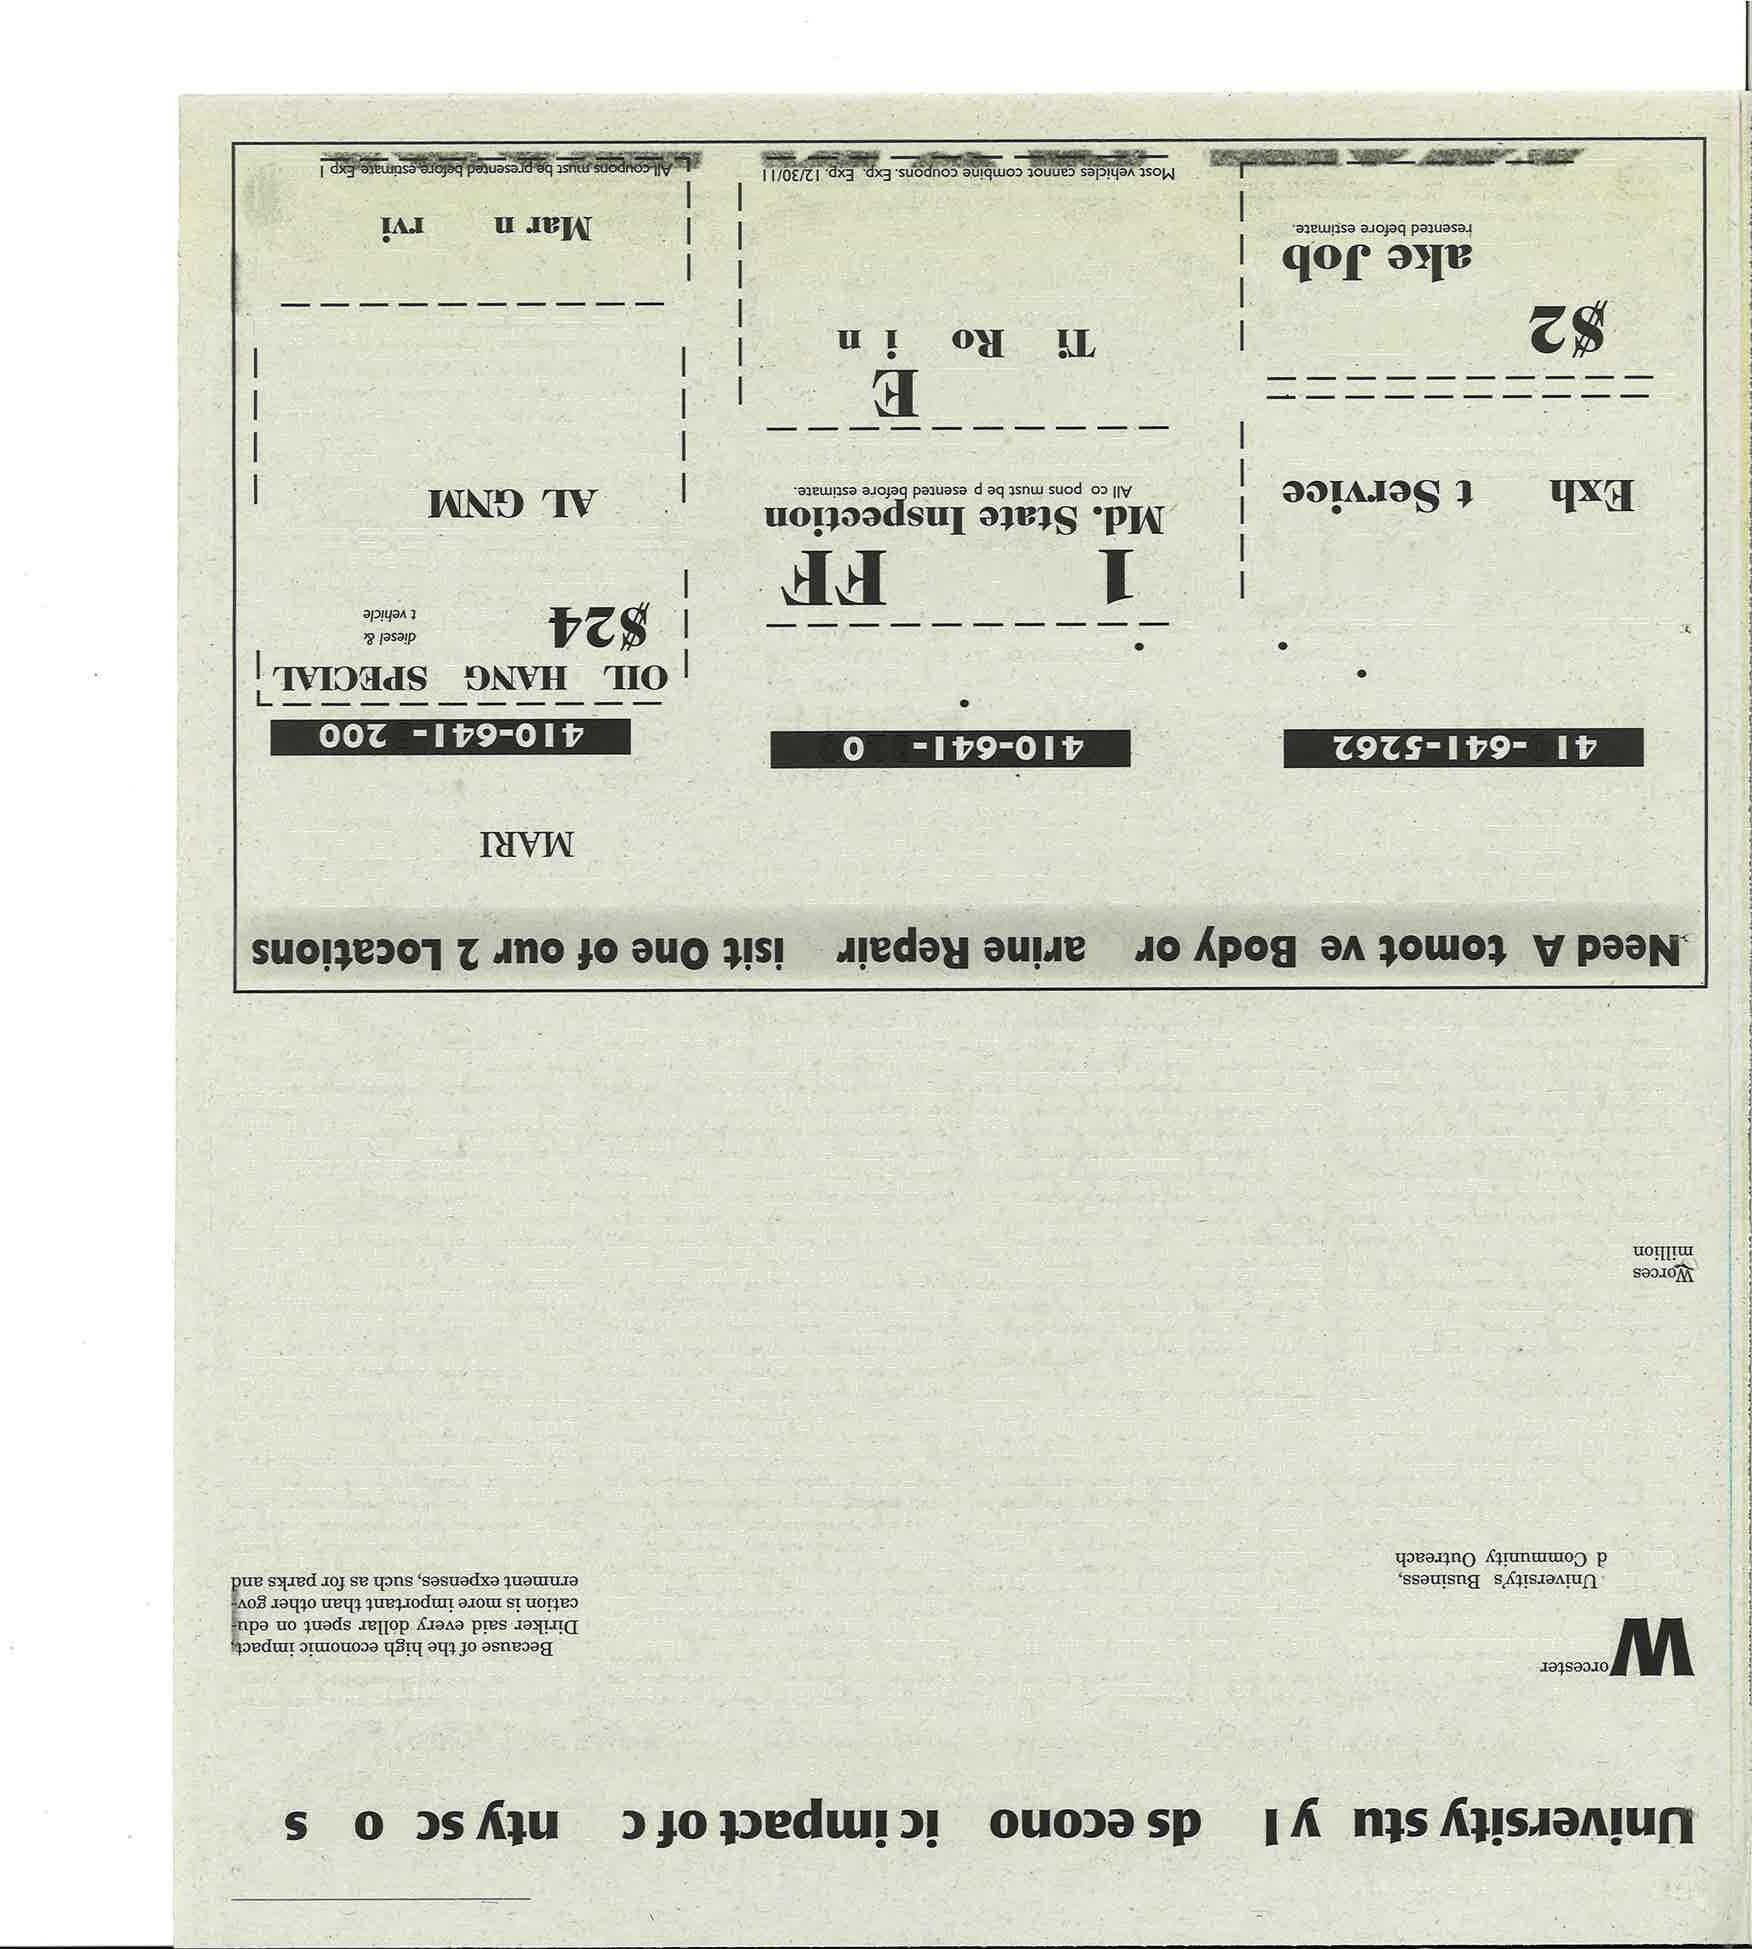 University stu y l ds econo ic impact of c nty sc o s
W orcester
University's Business,
d Community Outreach
Worces
million
Because of the high economic impact,
Diriker said every dollar spent on edu-
cation is more important than other gov-
ernment expenses, such as for parks and
Need A tomot ve Body or arine Repair isit One of our 2 Locations
41 -641-5262
Exh t Service
$2
ake Job
resented before estimate.
410-641- 0
1 FF
Md. State Inspection
All co pons must be p esented before estimate.
E
Ti Ro i n
Most vehicles cannot combine coupons. Exp. Exp. 12/30/11
MARI
410-641- 200
OIL HANG SPECIAL
$24
diesel &
t vehicle
AL GNM
Mar n rvi
All coupons must be presented before estimate Exp 1